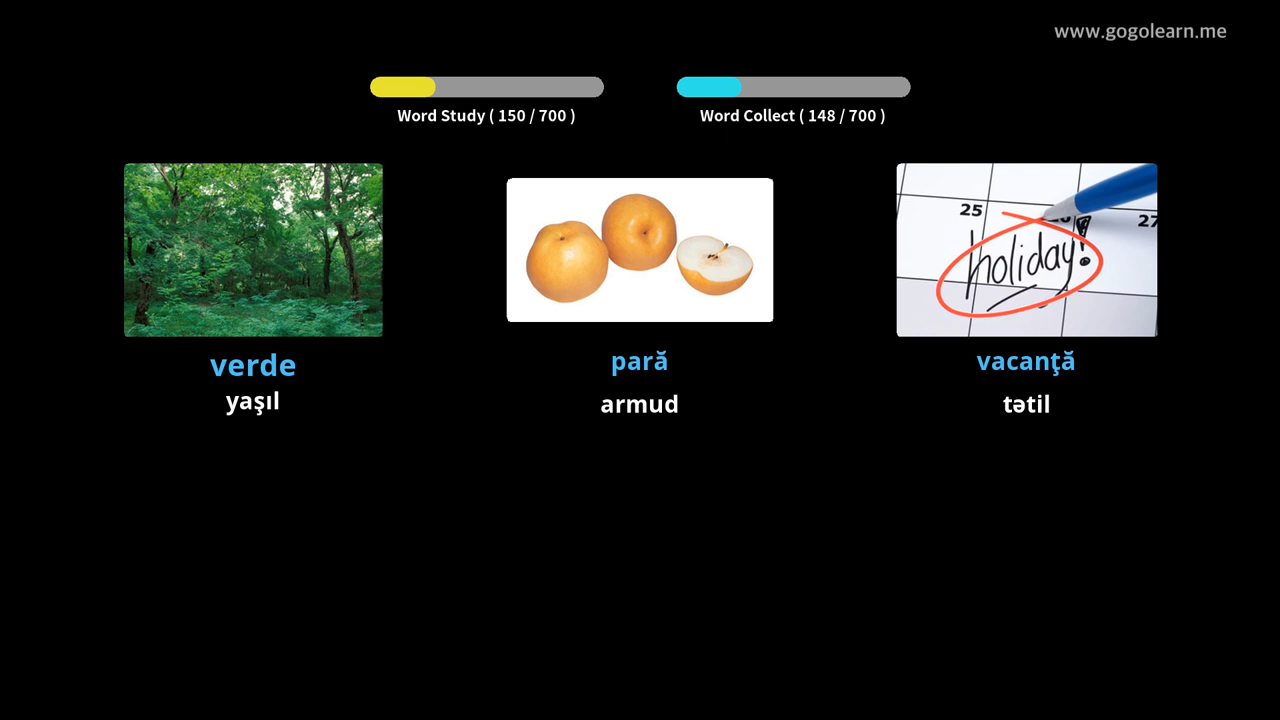 www.gogolearn.me
Word Study ( 150 / 700 )
Word Collect ( 148 / 700 )
25
27
holiday!
verde
yaşıl
pară
armud
vacanţă
tətil